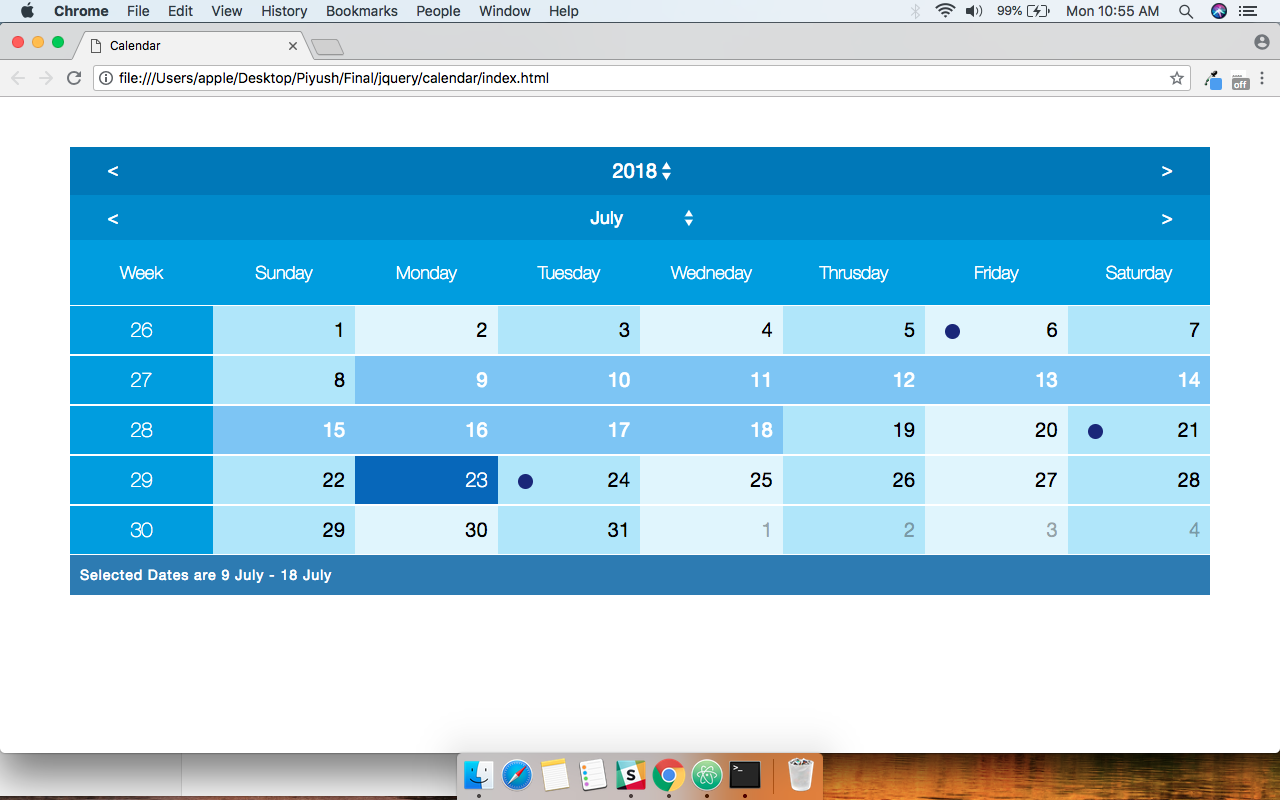 Chrome File Edit View History Bookmarks People Window Help 99% Mon 10:55 AM
Calendar
file:///Users/apple/Desktop/Piyush/Final/jquery/calendar/index.html
off
< 2018 >
< July >
Week Sunday Monday Tuesday Wedneday Thrusday Friday Saturday
26 1 2 3 4 5 6 7
27 8 9 10 11 12 13 14
28 15 16 17 18 19 20 21
29 22 23 24 25 26 27 28
30 29 30 31 1 2 3 4
Selected Dates are 9 July - 18 July
S
>_